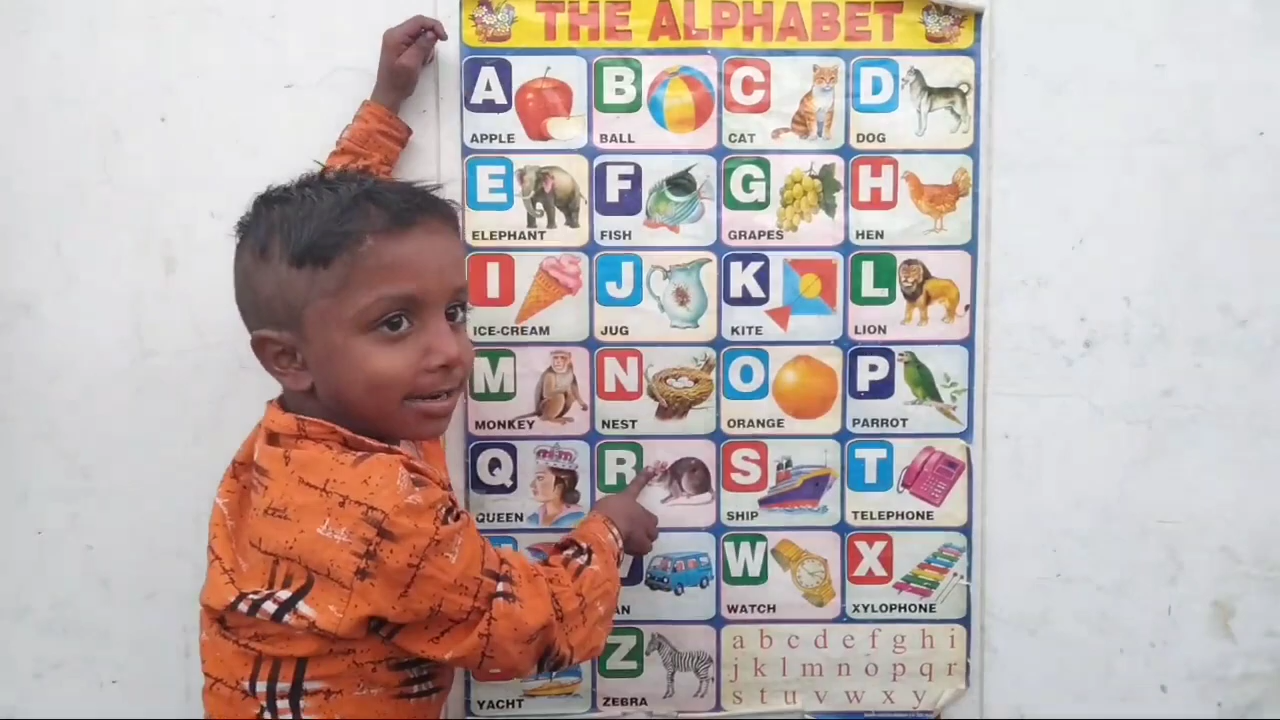 THE ALPHABET
A B C D
APPLE BALL CAT DOG
E F G H
ELEPHANT FISH GRAPES HEN
I J K L
ICE-CREAM JUG KITE LION
M N O P
MONKEY NEST ORANGE PARROT
Q R S T
QUEEN SHIP TELEPHONE
W X
WATCH XYLOPHONE
Z
YACHT ZEBRA
a b c d e f g h i
j k l m n o p q r
s t u v w x y